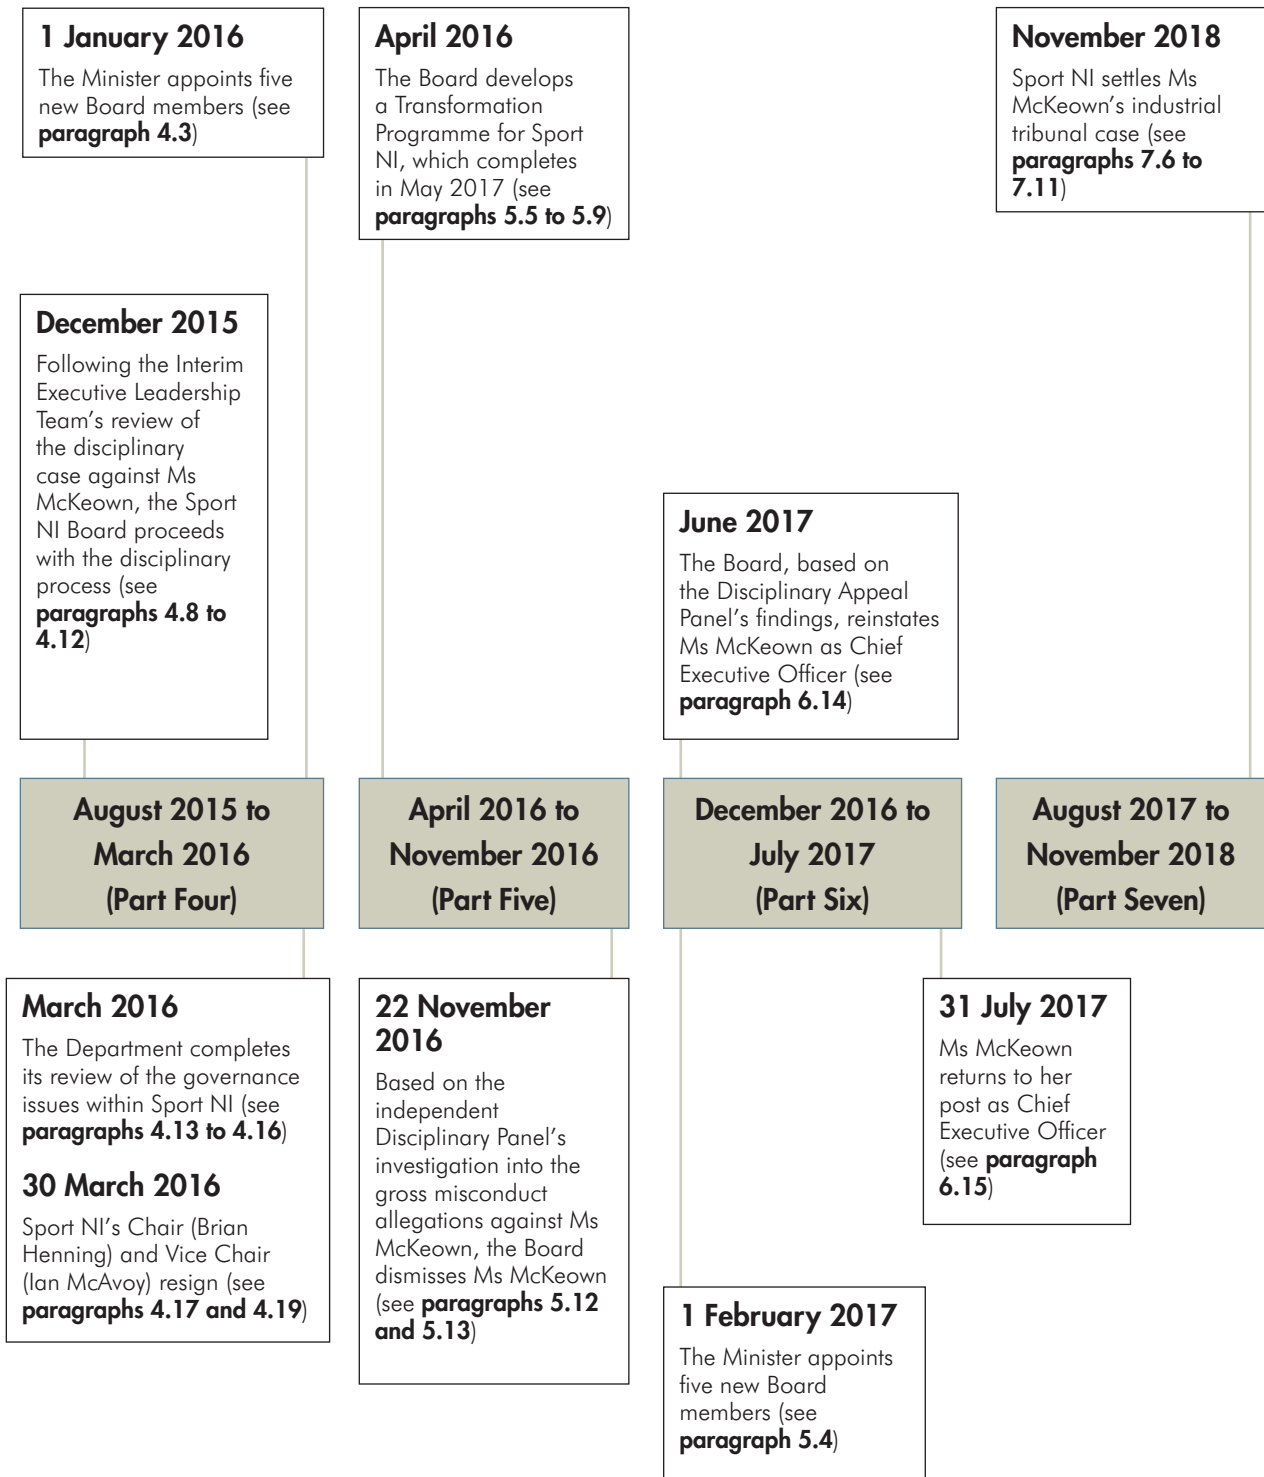 1 January 2016
The Minister appoints five
new Board members (see
paragraph 4.3)
April 2016
The Board develops
a Transformation
Programme for Sport
NI, which completes
in May 2017 (see
paragraphs 5.5 to 5.9)
November 2018
Sport NI settles Ms
McKeown's industrial
tribunal case (see
paragraphs 7.6 to
7.11)
December 2015
Following the Interim
Executive Leadership
Team's review of
the disciplinary
case against Ms
McKeown, the Sport
NI Board proceeds
with the disciplinary
process (see
paragraphs 4.8 to
4.12)
June 2017
The Board, based on
the Disciplinary Appeal
Panel's findings, reinstates
Ms McKeown as Chief
Executive Officer (see
paragraph 6.14)
August 2015 to
March 2016
(Part Four)
April 2016 to
November 2016
(Part Five)
December 2016 to
July 2017
(Part Six)
August 2017 to
November 2018
(Part Seven)
March 2016
The Department completes
its review of the governance
issues within Sport NI (see
paragraphs 4.13 to 4.16)
30 March 2016
Sport NI's Chair (Brian
Henning) and Vice Chair
(Ian McAvoy) resign (see
paragraphs 4.17 and 4.19)
22 November
2016
Based on the
independent
Disciplinary Panel's
investigation into the
gross misconduct
allegations against Ms
McKeown, the Board
dismisses Ms McKeown
(see paragraphs 5.12
and 5.13)
31 July 2017
Ms McKeown
returns to her
post as Chief
Executive Officer
(see paragraph
6.15)
1 February 2017
The Minister appoints
five new Board
members (see
paragraph 5.4)